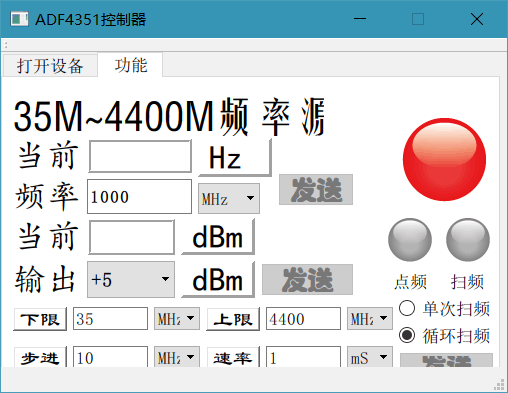 ADF4351控制器
打开设备 功能
35M~4400M频率源
当前 Hz
频率 1000 MHz 发送
当前 dBm
输出 +5 dBm 发送
点频 扫频
下限 35 MHz 上限 4400 MHz
单次扫频
循环扫频
步进 10 MHz 速率 1 mS
发送